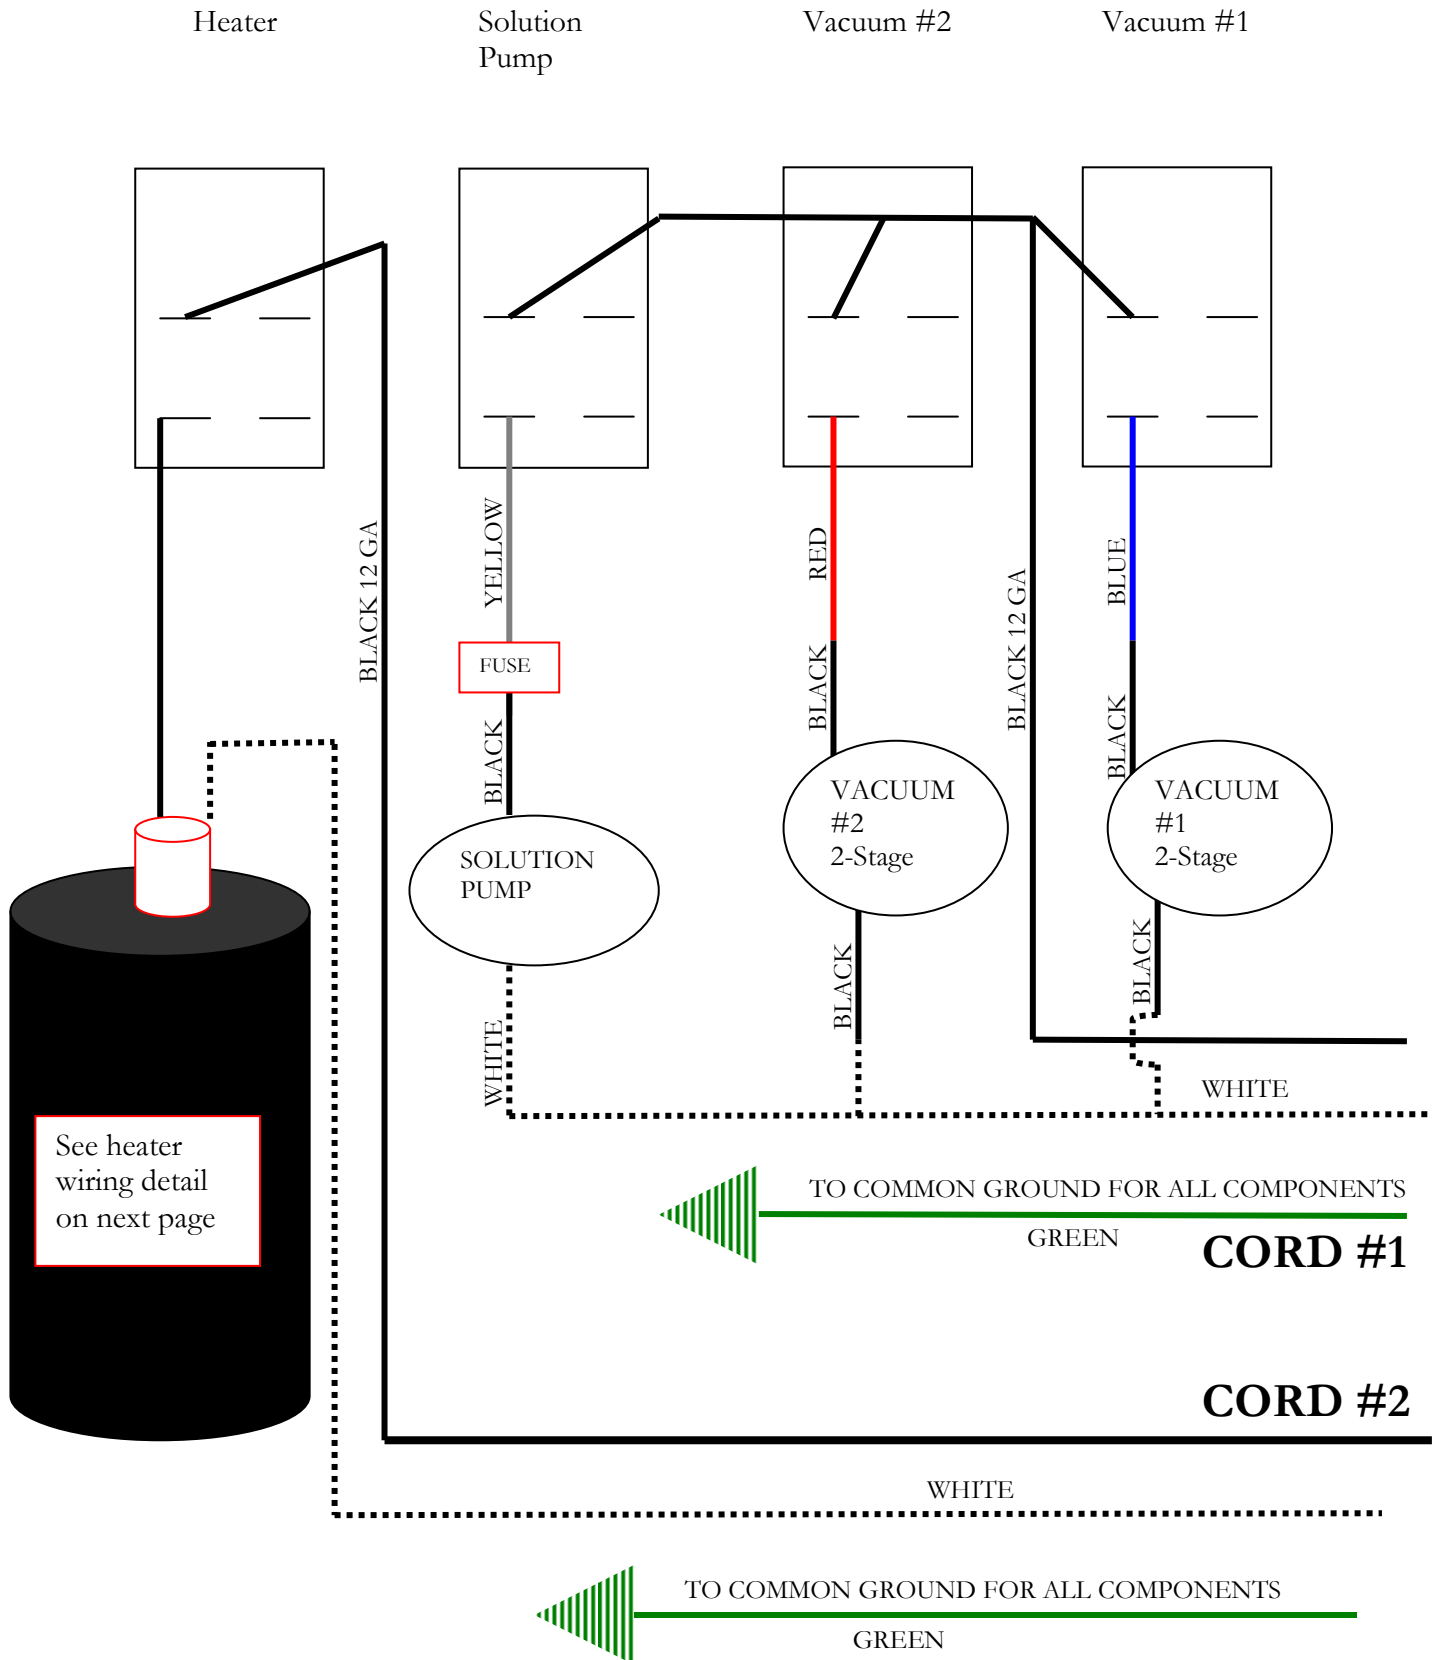 Heater
Solution
Pump
Vacuum #2
Vacuum #1
BLACK 12 GA
YELLOW
FUSE
BLACK
RED
BLACK
BLACK 12 GA
BLUE
BLACK
SOLUTION
PUMP
VACUUM
#2
2-Stage
VACUUM
#1
2-Stage
WHITE
BLACK
BLACK
WHITE
See heater
wiring detail
on next page
TO COMMON GROUND FOR ALL COMPONENTS
GREEN
CORD #1
CORD #2
WHITE
TO COMMON GROUND FOR ALL COMPONENTS
GREEN